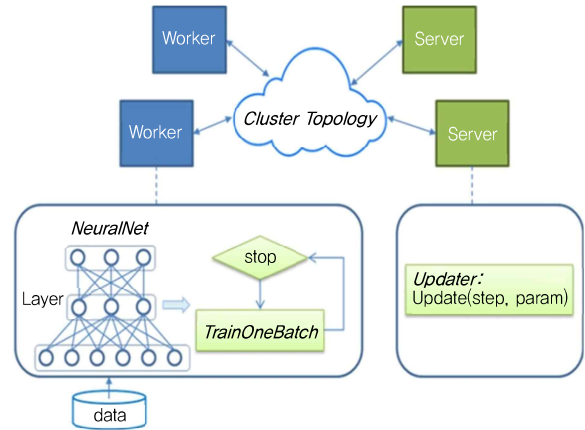 Worker
Server
Cluster Topology
Worker
Server
NeuralNet
stop
Layer
TrainOneBatch
Updater:
Update(step, param)
data